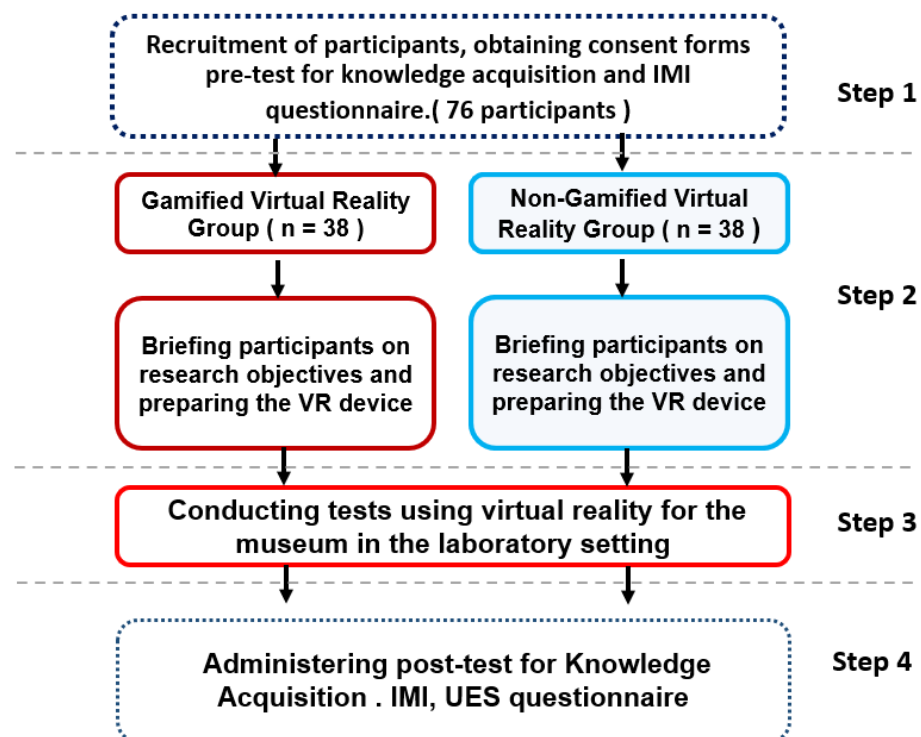 Recruitment of participants, obtaining consent forms
pre-test for knowledge acquisition and IMI
questionnaire.( 76 participants )
Step 1
Gamified Virtual Reality
Group ( n = 38 )
Non-Gamified Virtual
Reality Group ( n = 38 )
Step 2
Briefing participants on
research objectives and
preparing the VR device
Briefing participants on
research objectives and
preparing the VR device
Conducting tests using virtual reality for the
museum in the laboratory setting
Step 3
Administering post-test for Knowledge
Acquisition . IMI, UES questionnaire
Step 4